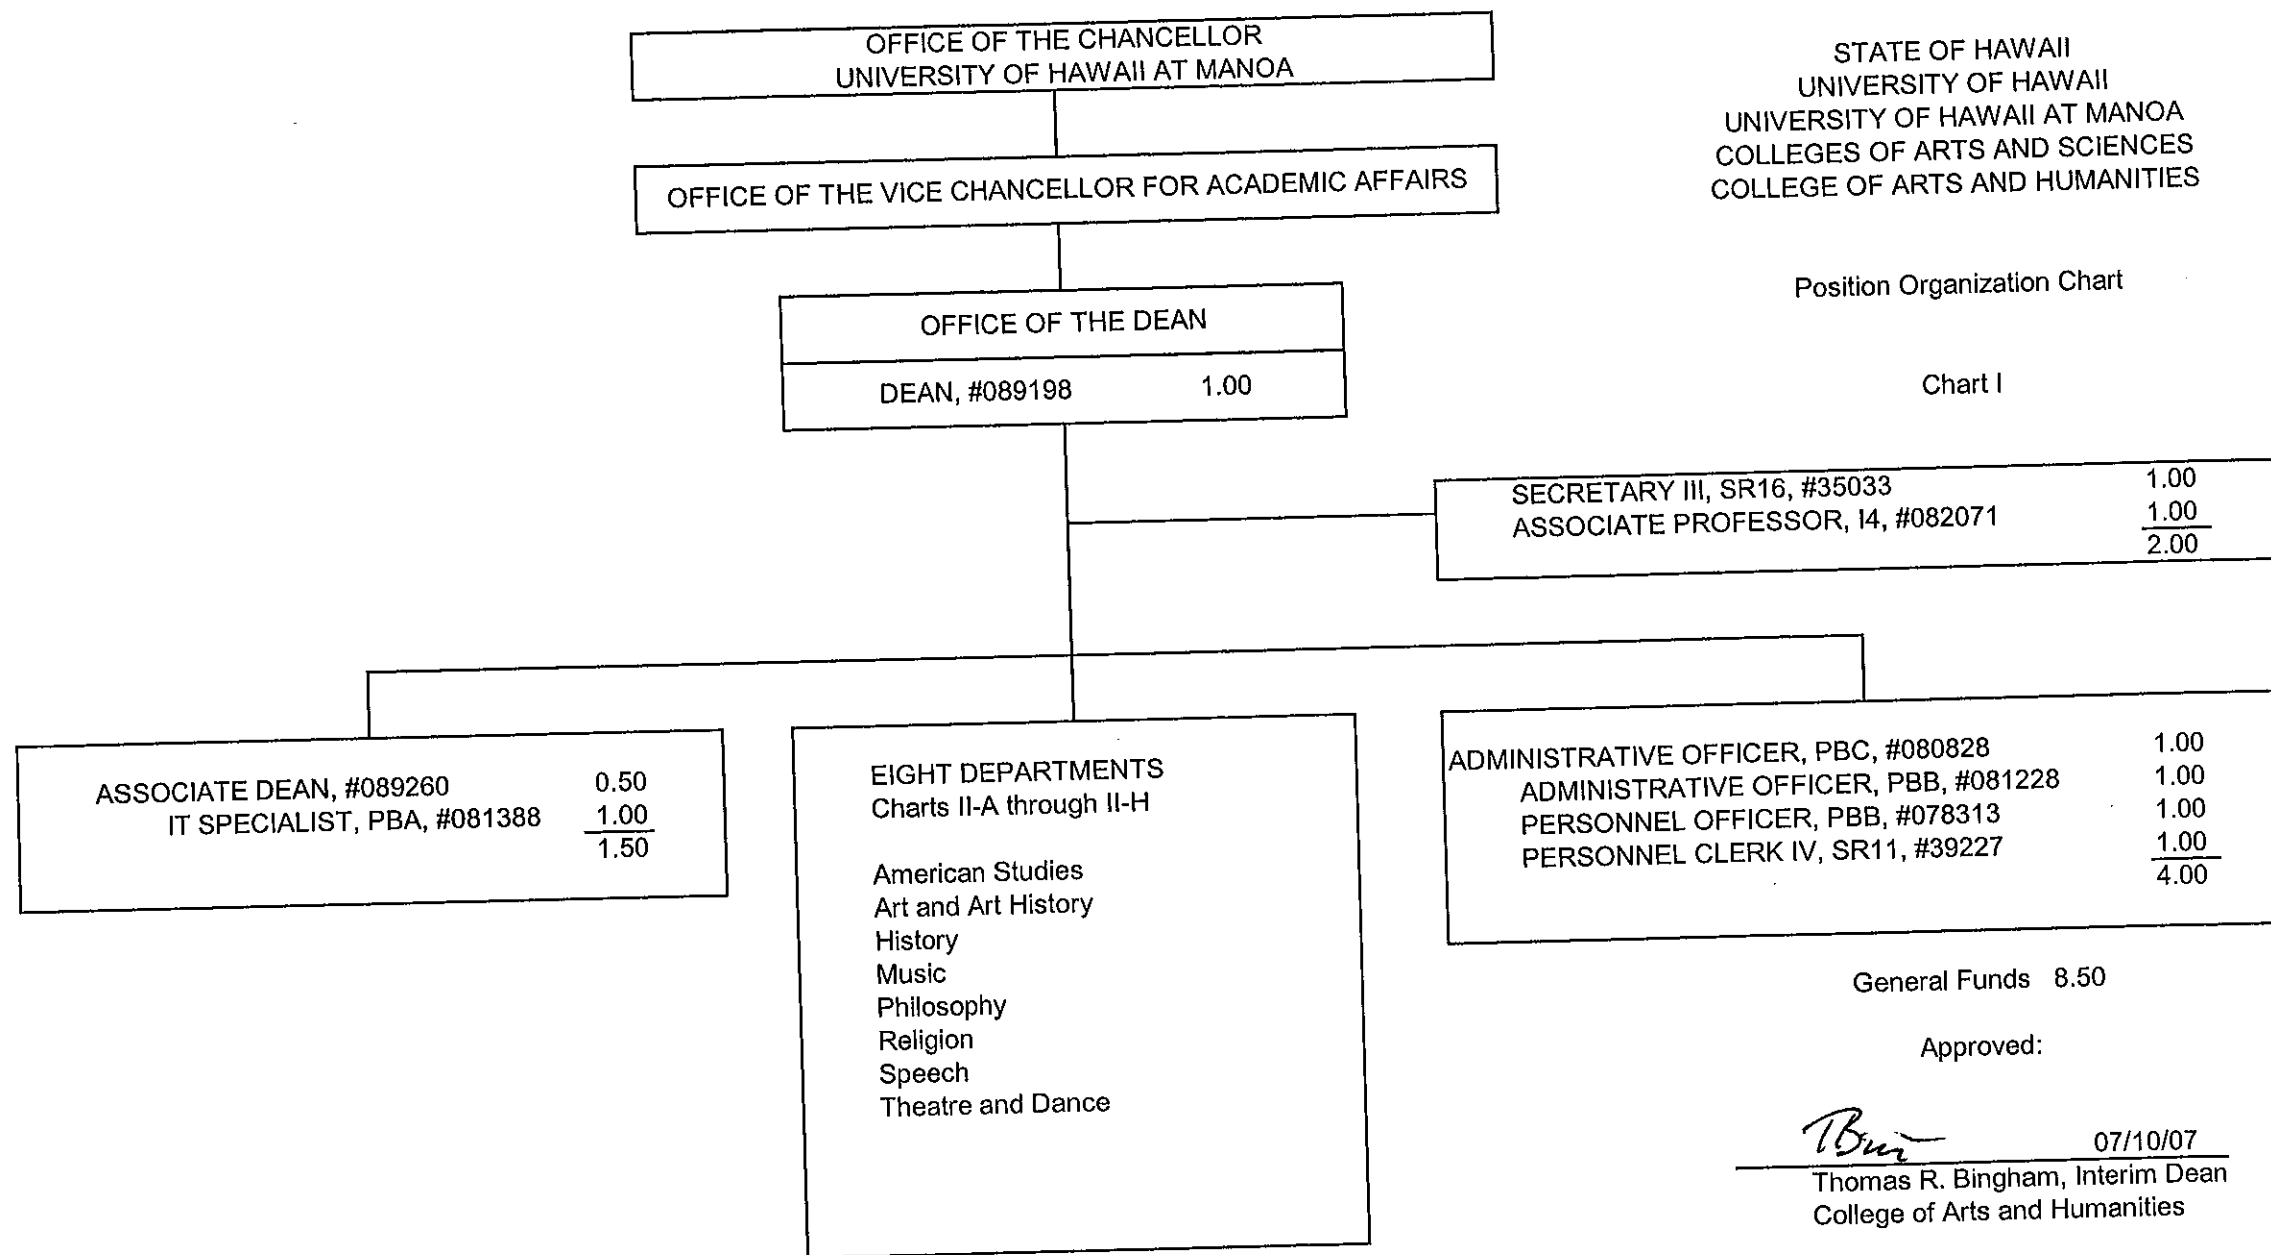 OFFICE OF THE CHANCELLOR
UNIVERSITY OF HAWAII AT MANOA
OFFICE OF THE VICE CHANCELLOR FOR ACADEMIC AFFAIRS
STATE OF HAWAII
UNIVERSITY OF HAWAII
UNIVERSITY OF HAWAII AT MANOA
COLLEGES OF ARTS AND SCIENCES
COLLEGE OF ARTS AND HUMANITIES
Position Organization Chart
Chart I
OFFICE OF THE DEAN
DEAN, #089198 1.00
SECRETARY III, SR16, #35033 1.00
ASSOCIATE PROFESSOR, I4, #082071 1.00
2.00
ASSOCIATE DEAN, #089260 0.50
IT SPECIALIST, PBA, #081388 1.00
1.50
EIGHT DEPARTMENTS
Charts II-A through II-H
American Studies
Art and Art History
History
Music
Philosophy
Religion
Speech
Theatre and Dance
ADMINISTRATIVE OFFICER, PBC, #080828 1.00
ADMINISTRATIVE OFFICER, PBB, #081228 1.00
PERSONNEL OFFICER, PBB, #078313 1.00
PERSONNEL CLERK IV, SR11, #39227 1.00
4.00
General Funds 8.50
Approved:
07/10/07
Thomas R. Bingham, Interim Dean
College of Arts and Humanities